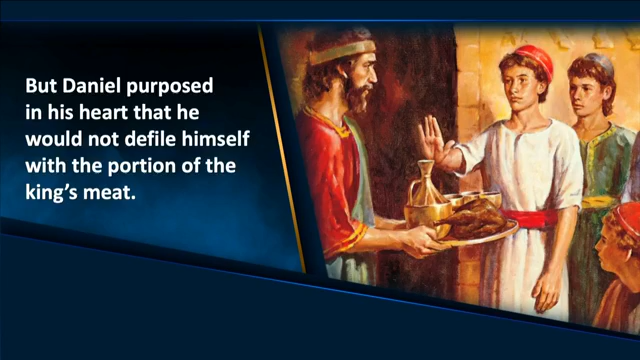 But Daniel purposed
in his heart that he
would not defile himself
with the portion of the
king’s meat.